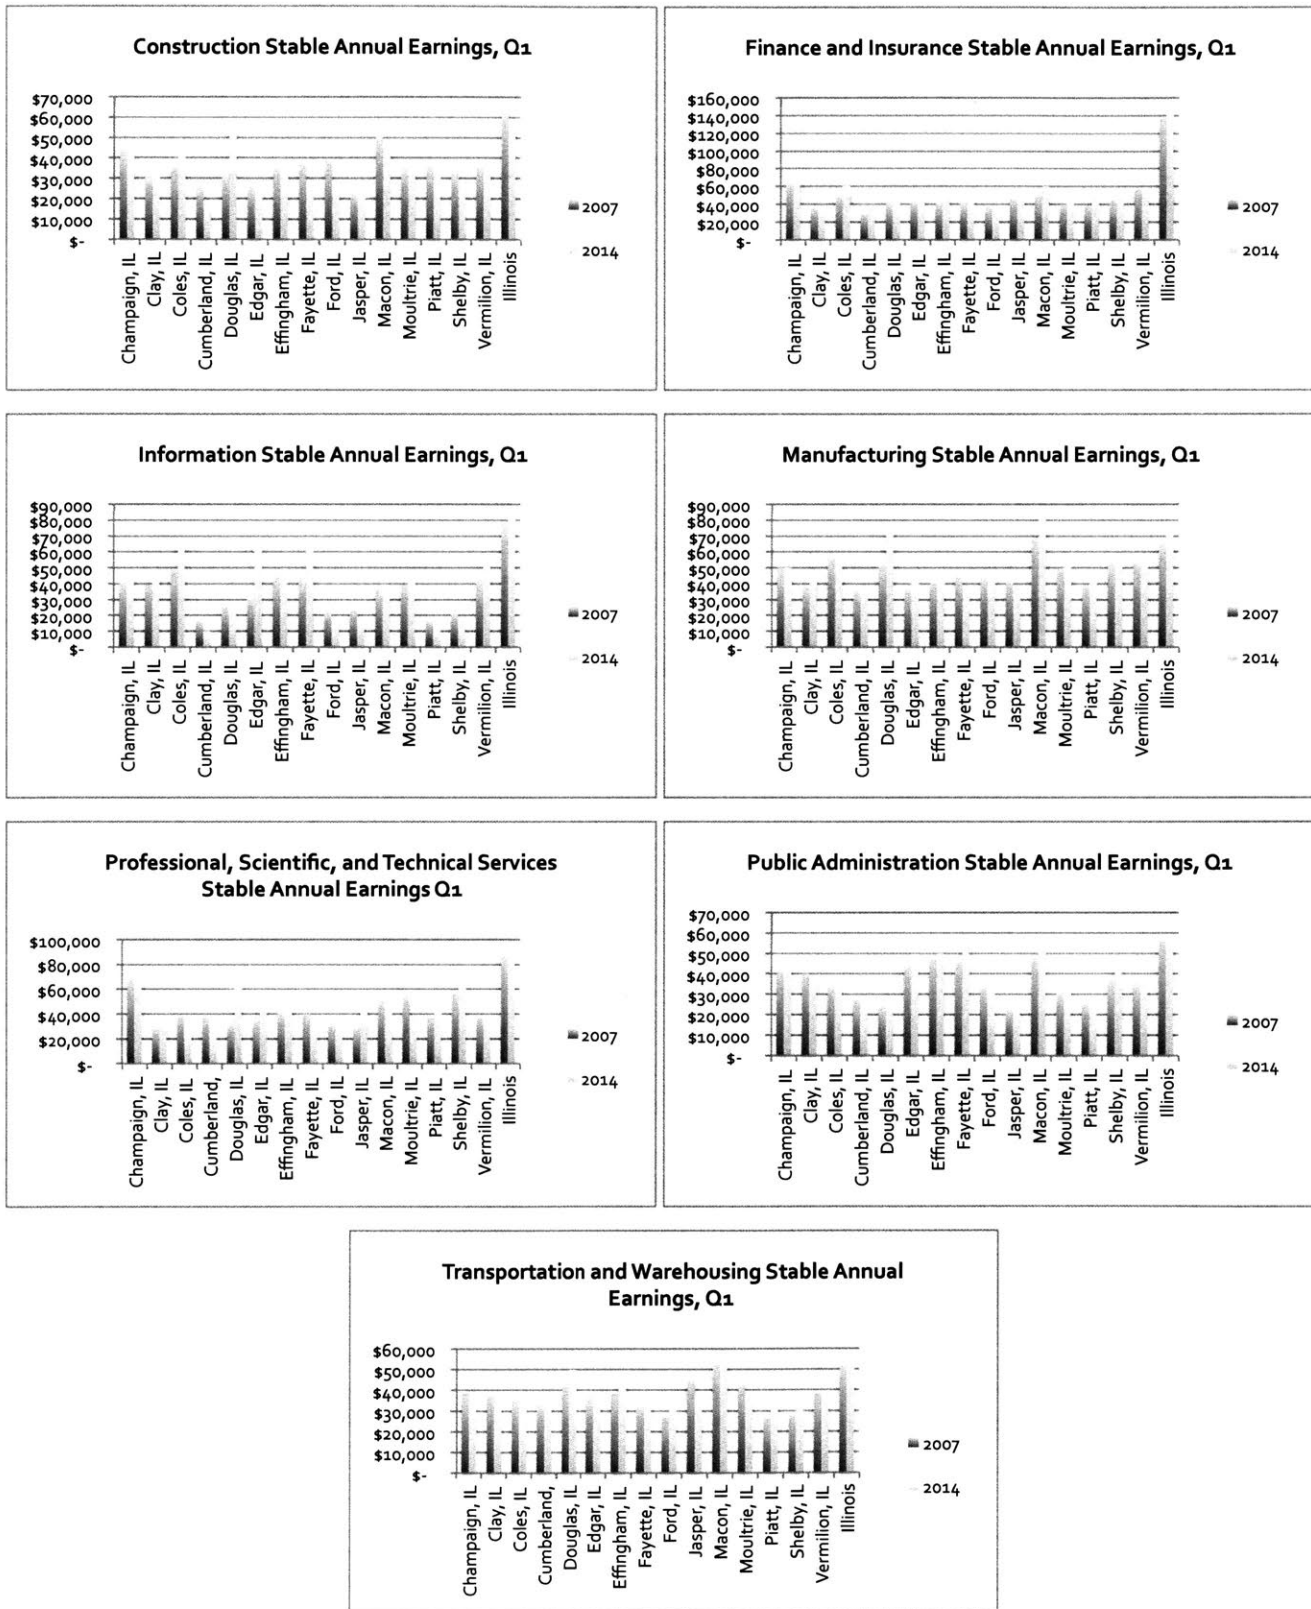 Construction Stable Annual Earnings, Q1
$70,000
$60,000
$50,000
$40,000
$30,000
$20,000
$10,000
$-
2007
2014
Champaign, IL
Clay, IL
Coles, IL
Cumberland, IL
Douglas, IL
Edgar, IL
Effingham, IL
Fayette, IL
Ford, IL
Jasper, IL
Macon, IL
Moultrie, IL
Piatt, IL
Shelby, IL
Vermilion, IL
Illinois
Finance and Insurance Stable Annual Earnings, Q1
$160,000
$140,000
$120,000
$100,000
$80,000
$60,000
$40,000
$20,000
$-
2007
2014
Champaign, IL
Clay, IL
Coles, IL
Cumberland, IL
Douglas, IL
Edgar, IL
Effingham, IL
Fayette, IL
Ford, IL
Jasper, IL
Macon, IL
Moultrie, IL
Piatt, IL
Shelby, IL
Vermilion, IL
Illinois
Information Stable Annual Earnings, Q1
$90,000
$80,000
$70,000
$60,000
$50,000
$40,000
$30,000
$20,000
$10,000
$-
2007
2014
Champaign, IL
Clay, IL
Coles, IL
Cumberland, IL
Douglas, IL
Edgar, IL
Effingham, IL
Fayette, IL
Ford, IL
Jasper, IL
Macon, IL
Moultrie, IL
Piatt, IL
Shelby, IL
Vermilion, IL
Illinois
Manufacturing Stable Annual Earnings, Q1
$90,000
$80,000
$70,000
$60,000
$50,000
$40,000
$30,000
$20,000
$10,000
$-
2007
2014
Champaign, IL
Clay, IL
Coles, IL
Cumberland, IL
Douglas, IL
Edgar, IL
Effingham, IL
Fayette, IL
Ford, IL
Jasper, IL
Macon, IL
Moultrie, IL
Piatt, IL
Shelby, IL
Vermilion, IL
Illinois
Professional, Scientific, and Technical Services
Stable Annual Earnings Q1
$100,000
$80,000
$60,000
$40,000
$20,000
$-
2007
2014
Champaign, IL
Clay, IL
Coles, IL
Cumberland,
Douglas, IL
Edgar, IL
Effingham, IL
Fayette, IL
Ford, IL
Jasper, IL
Macon, IL
Moultrie, IL
Piatt, IL
Shelby, IL
Vermilion, IL
Illinois
Public Administration Stable Annual Earnings, Q1
$70,000
$60,000
$50,000
$40,000
$30,000
$20,000
$10,000
$-
2007
2014
Champaign, IL
Clay, IL
Coles, IL
Cumberland, IL
Douglas, IL
Edgar, IL
Effingham, IL
Fayette, IL
Ford, IL
Jasper, IL
Macon, IL
Moultrie, IL
Piatt, IL
Shelby, IL
Vermilion, IL
Illinois
Transportation and Warehousing Stable Annual
Earnings, Q1
$60,000
$50,000
$40,000
$30,000
$20,000
$10,000
$-
2007
2014
Champaign, IL
Clay, IL
Coles, IL
Cumberland,
Douglas, IL
Edgar, IL
Effingham, IL
Fayette, IL
Ford, IL
Jasper, IL
Macon, IL
Moultrie, IL
Piatt, IL
Shelby, IL
Vermilion, IL
Illinois